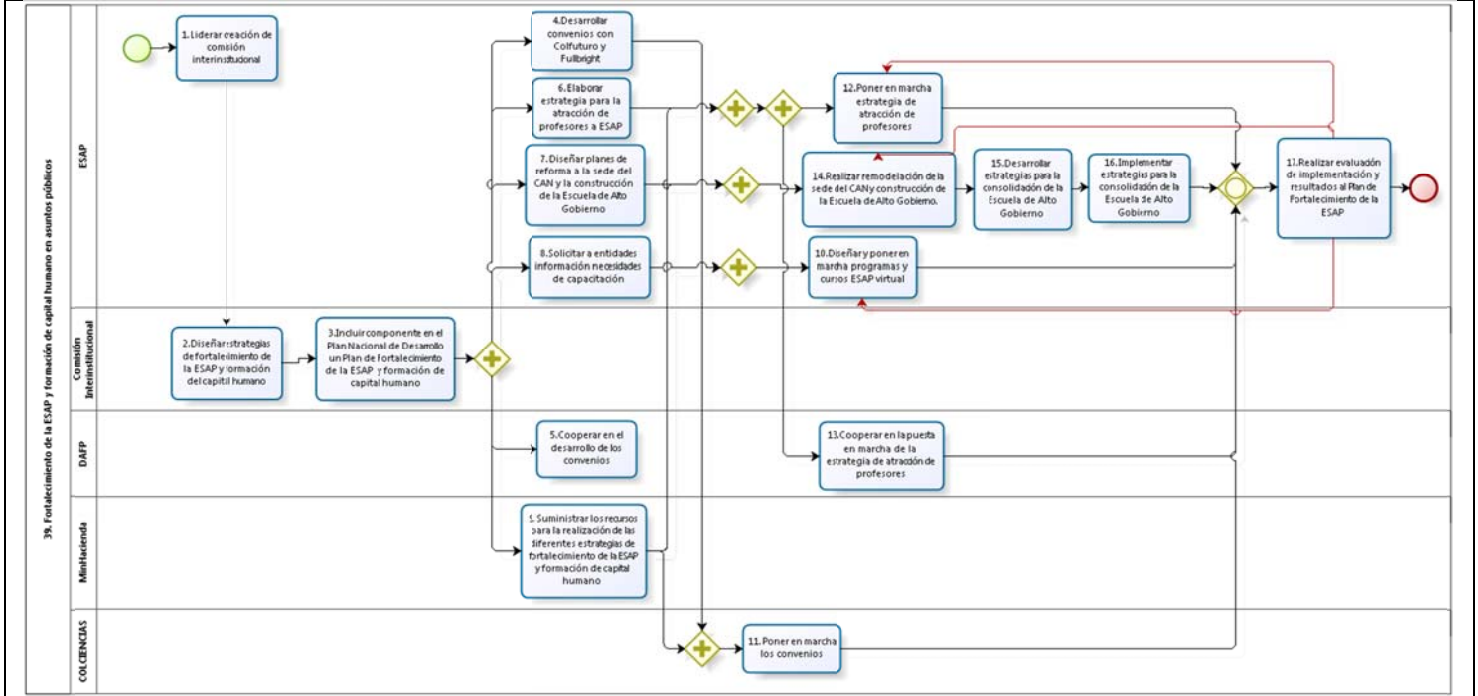 39. Fortalecimiento de la ESAP y formación de capital humano en asuntos públicos
ESAP
1.Liderar creación de
comisión
interinstitucional
4.Desarrollar
convenios con
Colfuturo y
Fullbright
6.Elaborar
estrategia para la
atracción de
profesores a ESAP
7.Diseñar planes de
reforma a la sede del
CAN y la construcción
de la Escuela de Alto
Gobierno
8.Solicitar a entidades
información necesidades
de capacitación
12.Poner en marcha
estrategia de
atracción de
profesores
14.Realizar remodelación de la
sede del CAN y construcción de
la Escuela de Alto Gobierno.
15.Desarrollar
estrategias para la
consolidación de la
Escuela de Alto
Gobierno
16.Implementar
estrategias para la
consolidación de la
Escuela de Alto
Gobierno
10.Diseñar y poner en
marcha programas y
cursos ESAP virtual
17.Realizar evaluación
de implementación y
resultados al Plan de
Fortalecimiento de la
ESAP
Comisión
Interinstitucional
2.Diseñar estrategias
de fortalecimiento de
la ESAP y formación
del capital humano
3.Incluir componente en el
Plan Nacional de Desarrollo
un Plan de fortalecimiento
de la ESAP y formación de
capital humano
DAFP
5.Cooperar en el
desarrollo de los
convenios
13.Cooperar en la puesta
en marcha de la
estrategia de atracción de
profesores
MinHacienda
Suministrar los recursos
para la realización de las
diferentes estrategias de
fortalecimiento de la ESAP
y formación de capital
humano
COLCIENCIAS
11.Poner en marcha
los convenios